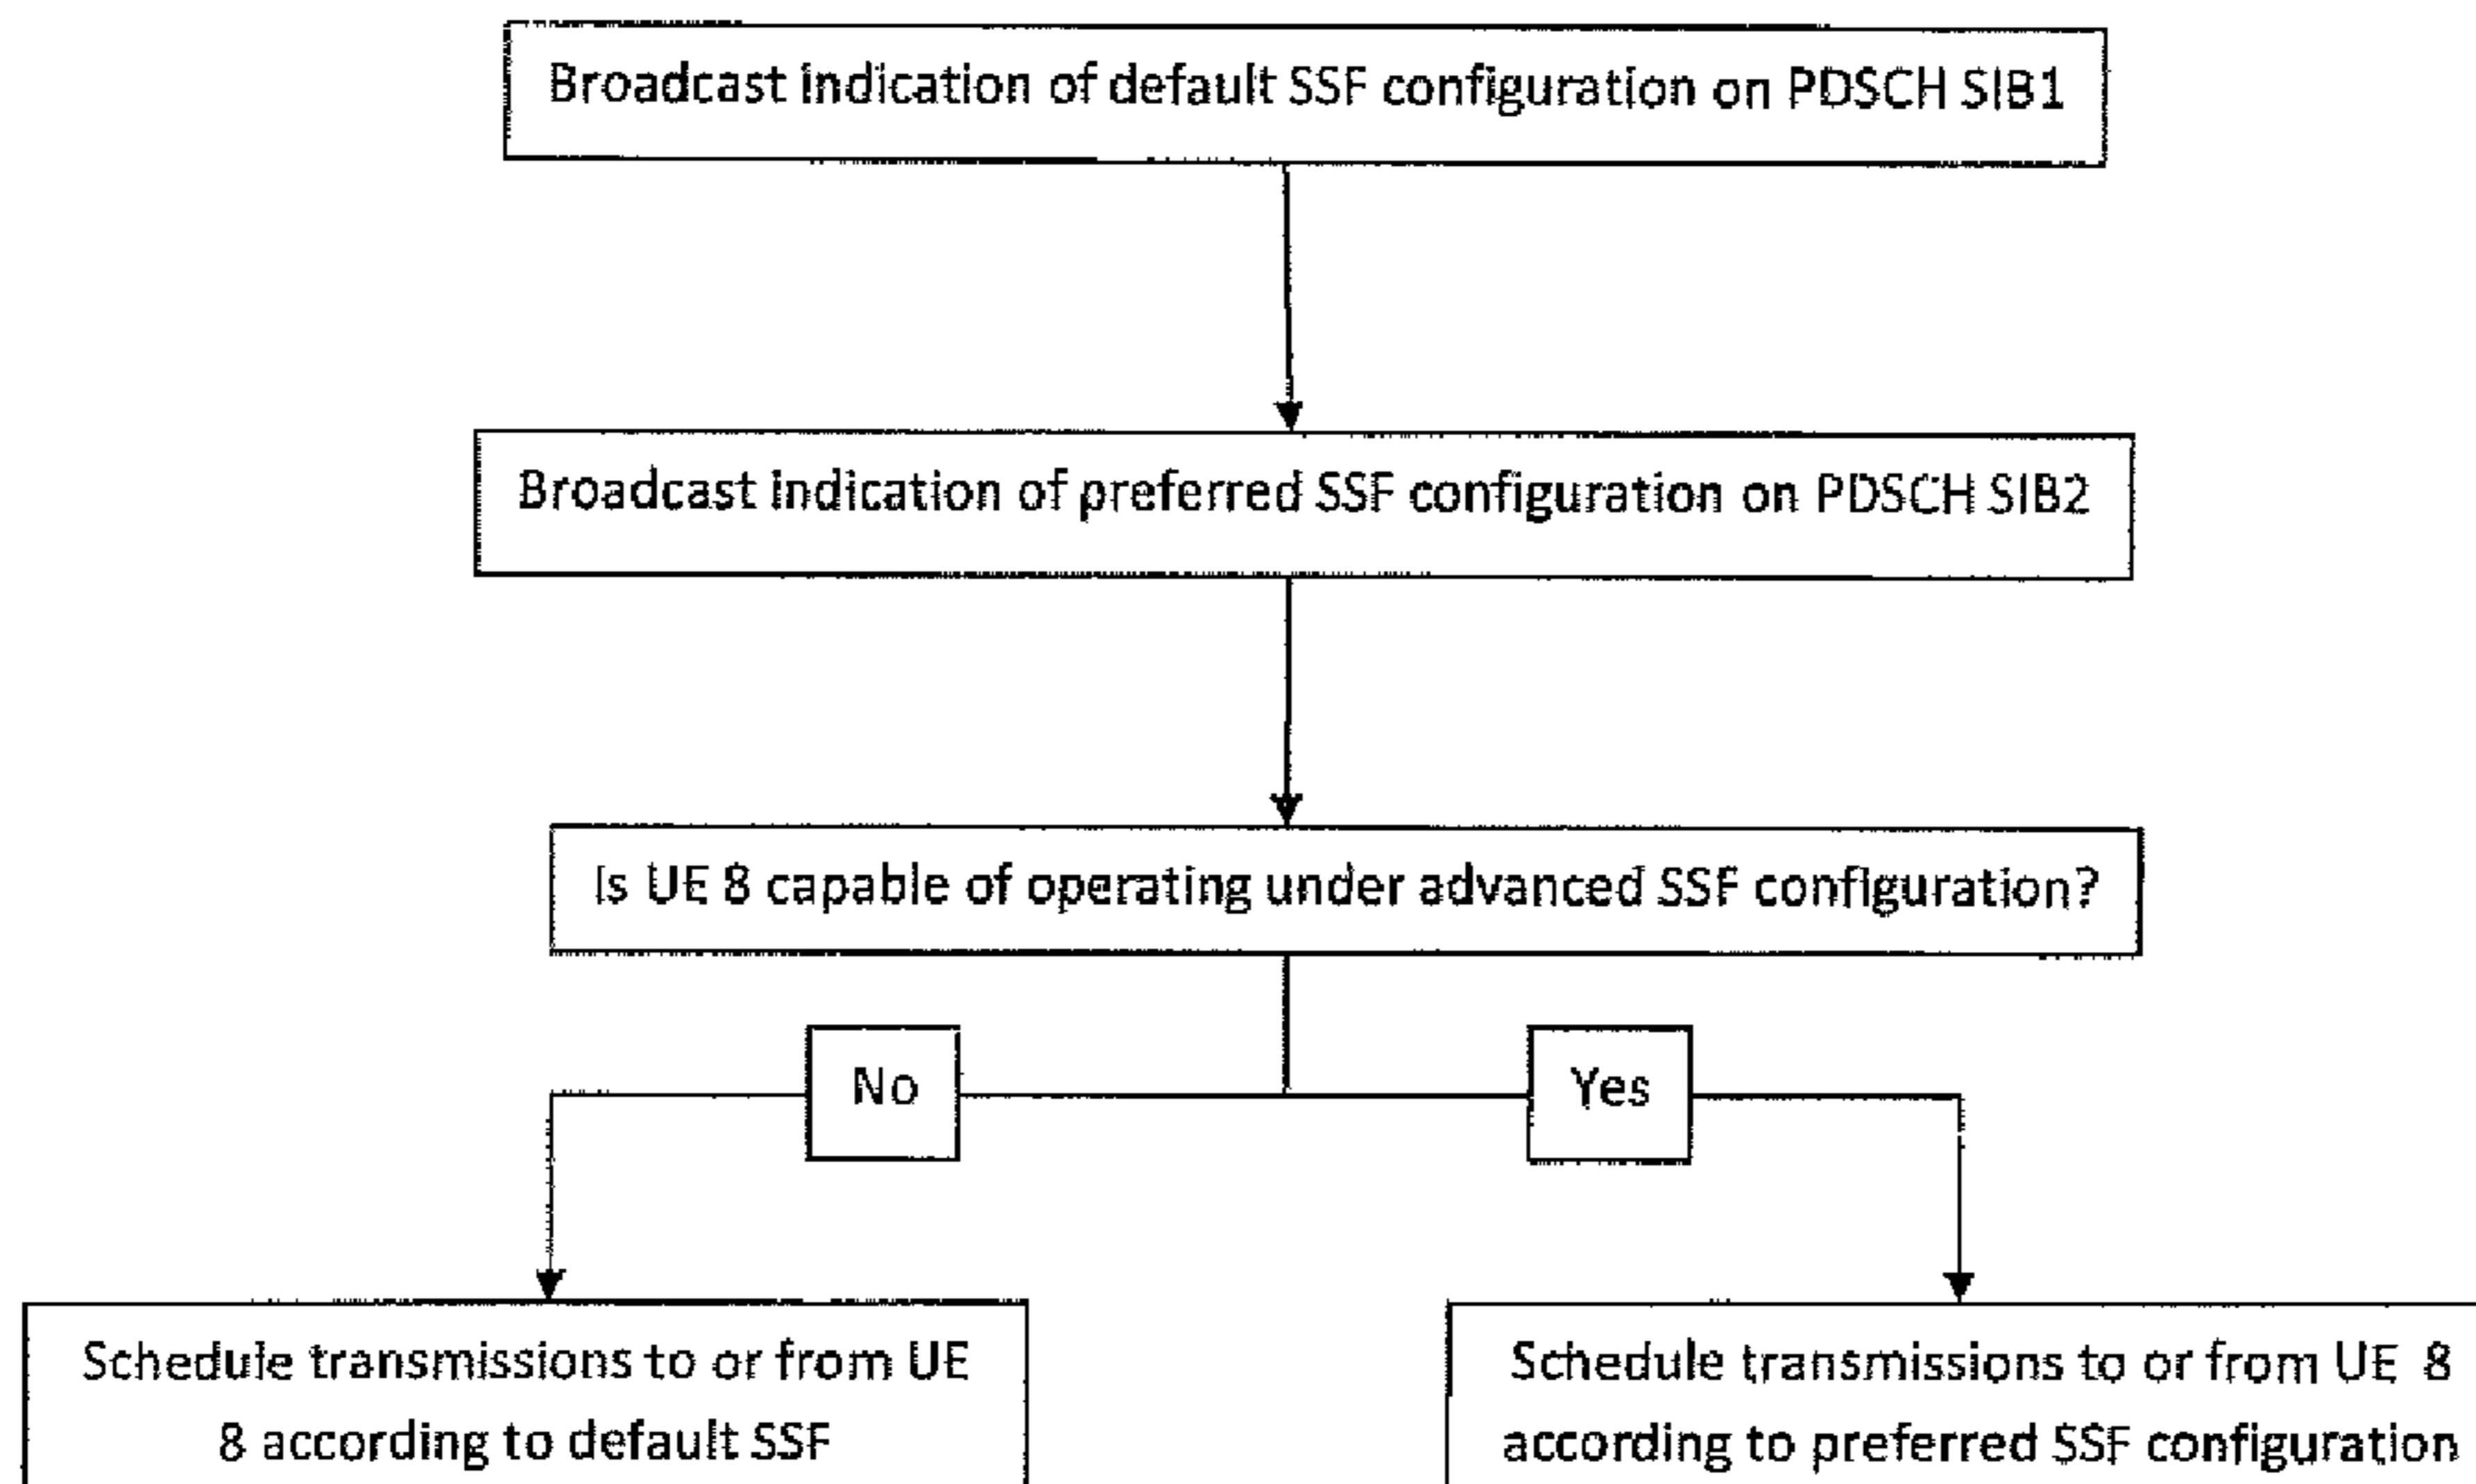 Broadcast indication of default SSF configuration on PDSCH SIB1
Broadcast indication of preferred SSF configuration on PDSCH SIB2
Is UE 8 capable of operating under advanced SSF configuration?
No
Yes
Schedule transmissions to or from UE
8 according to default SSF
Schedule transmissions to or from UE 8
according to preferred SSF configuration